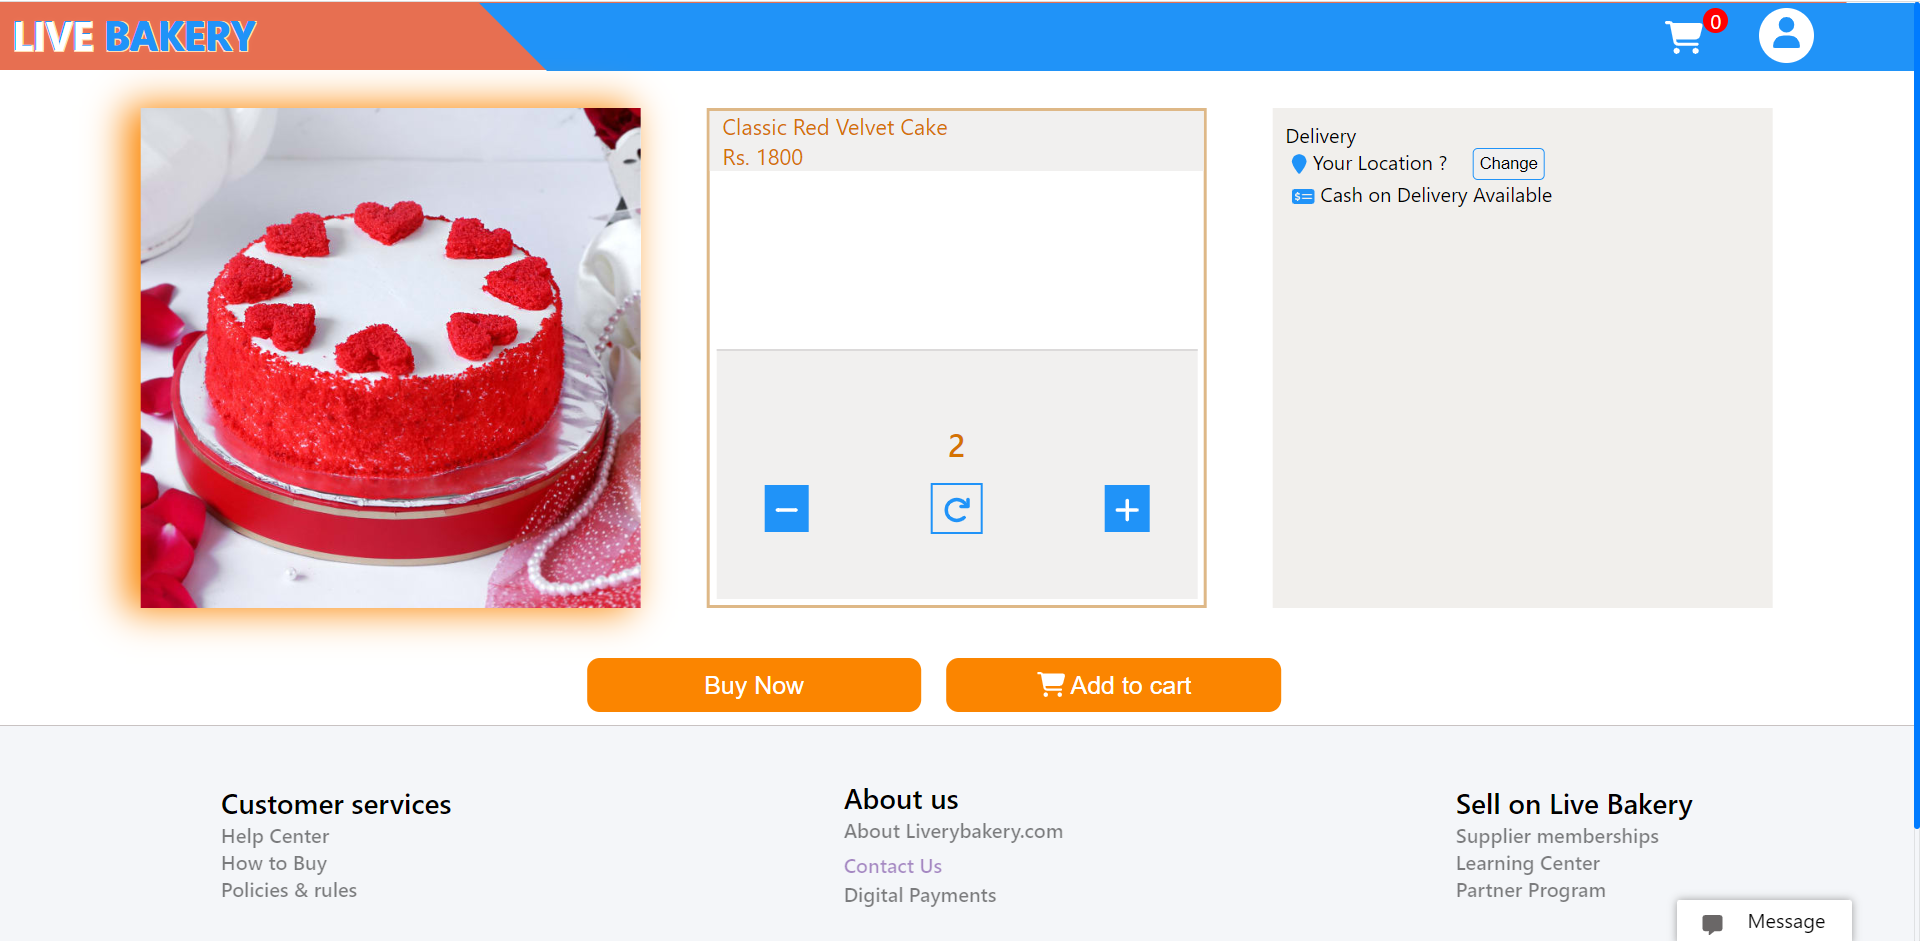 LIVE BAKERY
0
Classic Red Velvet Cake
Rs. 1800
2
Delivery
Your Location ? Change
Cash on Delivery Available
Buy Now
Add to cart
Customer services
Help Center
How to Buy
Policies & rules
About us
About Liverybakery.com
Contact Us
Digital Payments
Sell on Live Bakery
Supplier memberships
Learning Center
Partner Program
Message